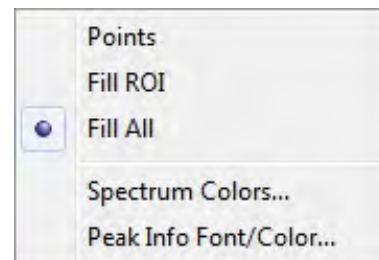 Points
Fill ROI
Fill All
Spectrum Colors...
Peak Info Font/Color...